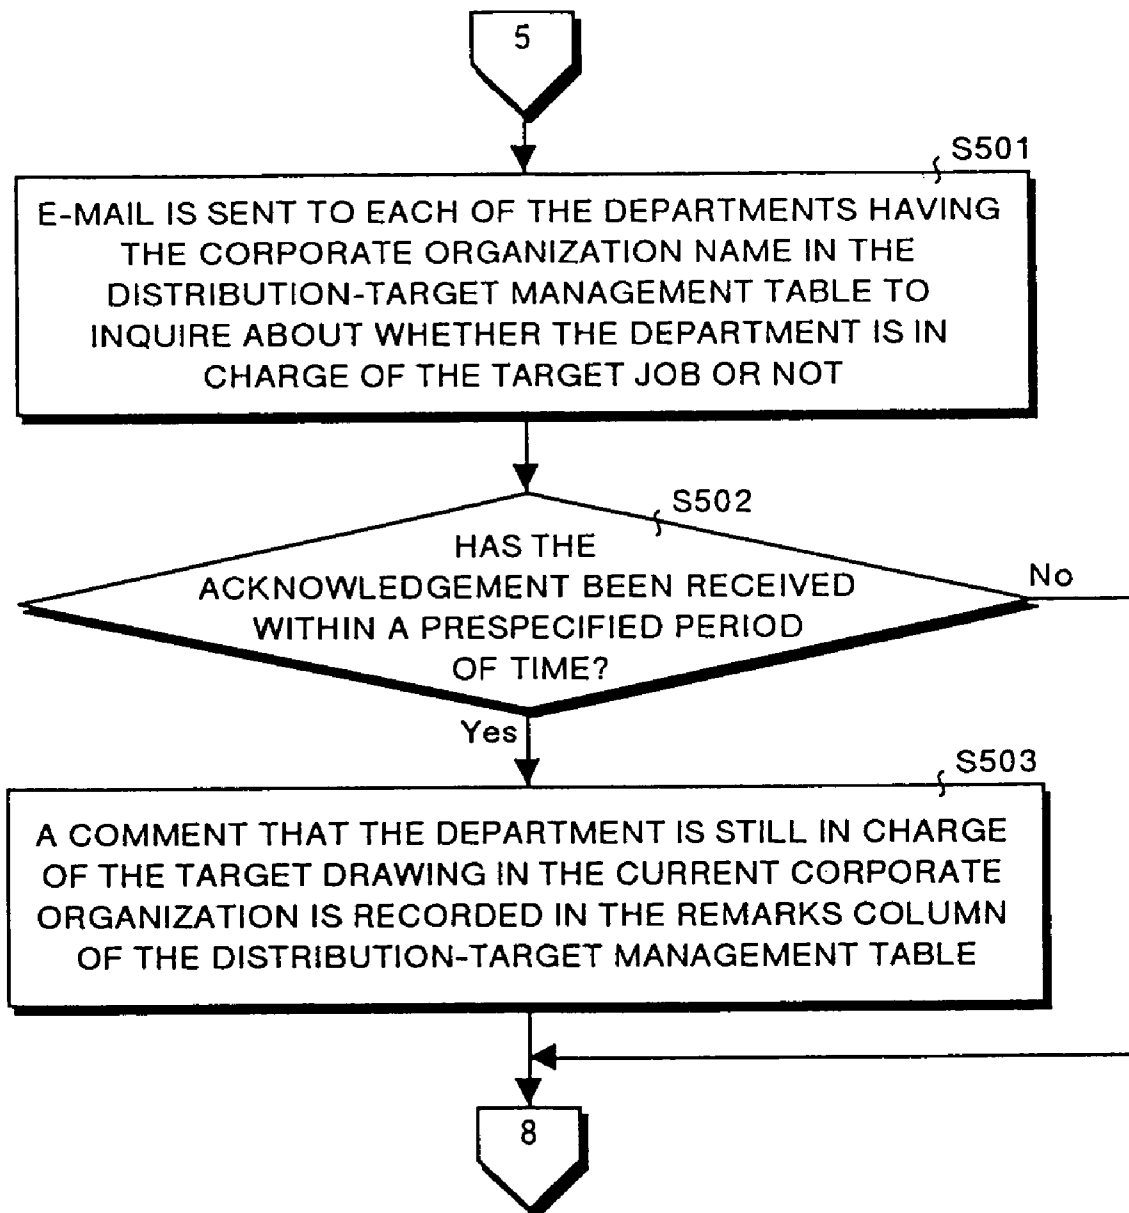 5
S501
E-MAIL IS SENT TO EACH OF THE DEPARTMENTS HAVING
THE CORPORATE ORGANIZATION NAME IN THE
DISTRIBUTION-TARGET MANAGEMENT TABLE TO
INQUIRE ABOUT WHETHER THE DEPARTMENT IS IN
CHARGE OF THE TARGET JOB OR NOT
S502
HAS THE
ACKNOWLEDGEMENT BEEN RECEIVED
WITHIN A PRESPECIFIED PERIOD
OF TIME?
No
Yes
S503
A COMMENT THAT THE DEPARTMENT IS STILL IN CHARGE
OF THE TARGET DRAWING IN THE CURRENT CORPORATE
ORGANIZATION IS RECORDED IN THE REMARKS COLUMN
OF THE DISTRIBUTION-TARGET MANAGEMENT TABLE
8